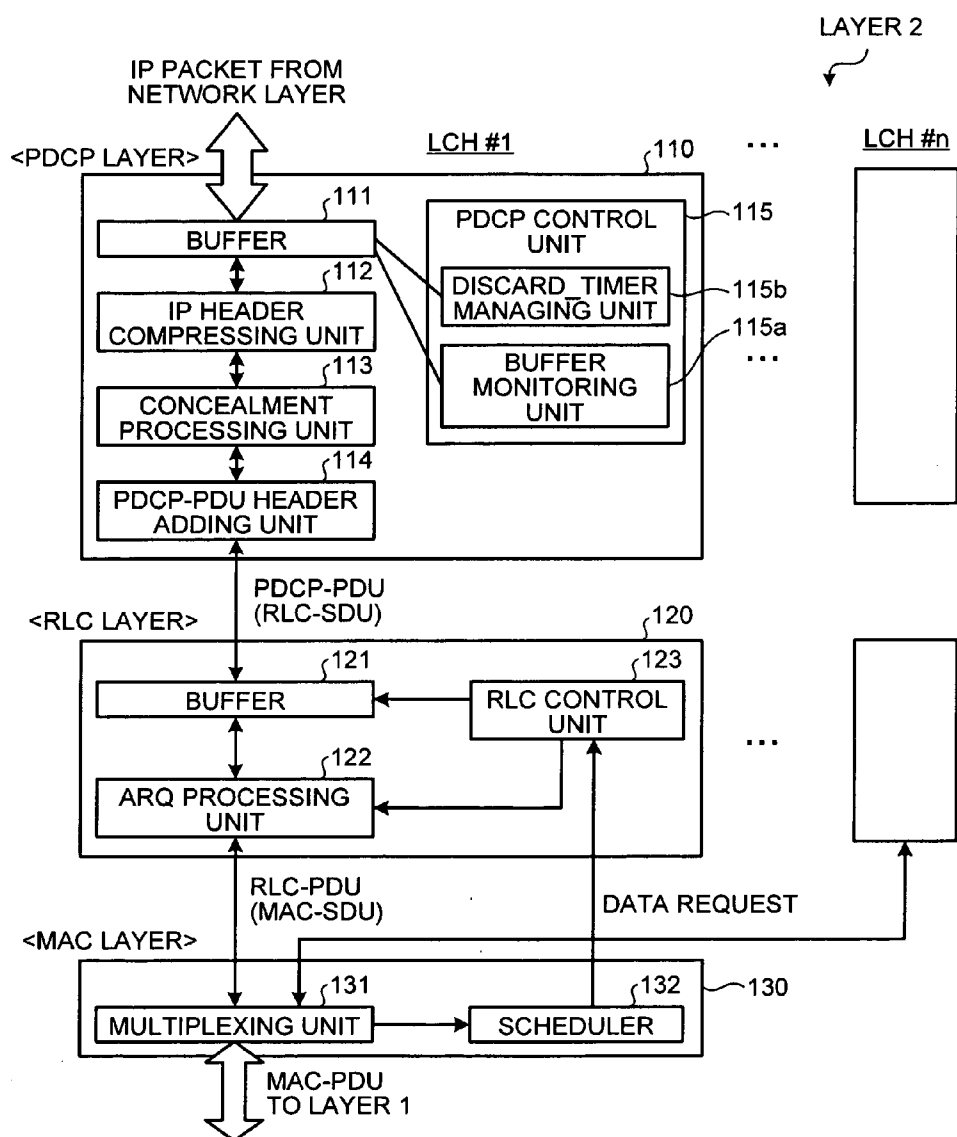 LAYER 2
IP PACKET FROM
NETWORK LAYER
<PDCP LAYER>
LCH #1
...
LCH #n
110
111
BUFFER
PDCP CONTROL
UNIT
115
112
IP HEADER
COMPRESSING UNIT
DISCARD_TIMER
MANAGING UNIT
115b
115a
...
113
CONCEALMENT
PROCESSING UNIT
BUFFER
MONITORING
UNIT
114
PDCP-PDU HEADER
ADDING UNIT
PDCP-PDU
(RLC-SDU)
<RLC LAYER>
120
121
BUFFER
123
RLC CONTROL
UNIT
...
122
ARQ PROCESSING
UNIT
RLC-PDU
(MAC-SDU)
DATA REQUEST
<MAC LAYER>
130
131
MULTIPLEXING UNIT
132
SCHEDULER
MAC-PDU
TO LAYER 1